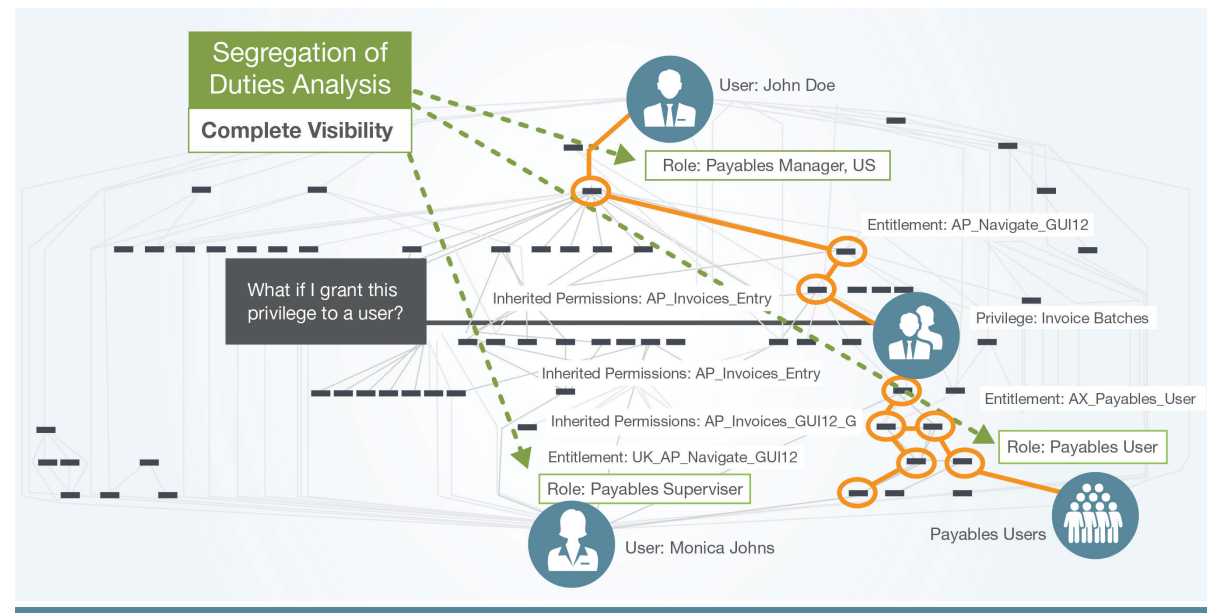 Segregation of
Duties Analysis
Complete Visibility
User: John Doe
Role: Payables Manager, US
Entitlement: AP_Navigate_GUI12
What if I grant this
privilege to a user?
Inherited Permissions: AP_Invoices_Entry
Privilege: Invoice Batches
Inherited Permissions: AP_Invoices_Entry
Entitlement: AX_Payables_User
Inherited Permissions: AP_Invoices_GUI12_G
Role: Payables User
Entitlement: UK_AP_Navigate_GUI12
Role: Payables Superviser
Payables Users
User: Monica Johns